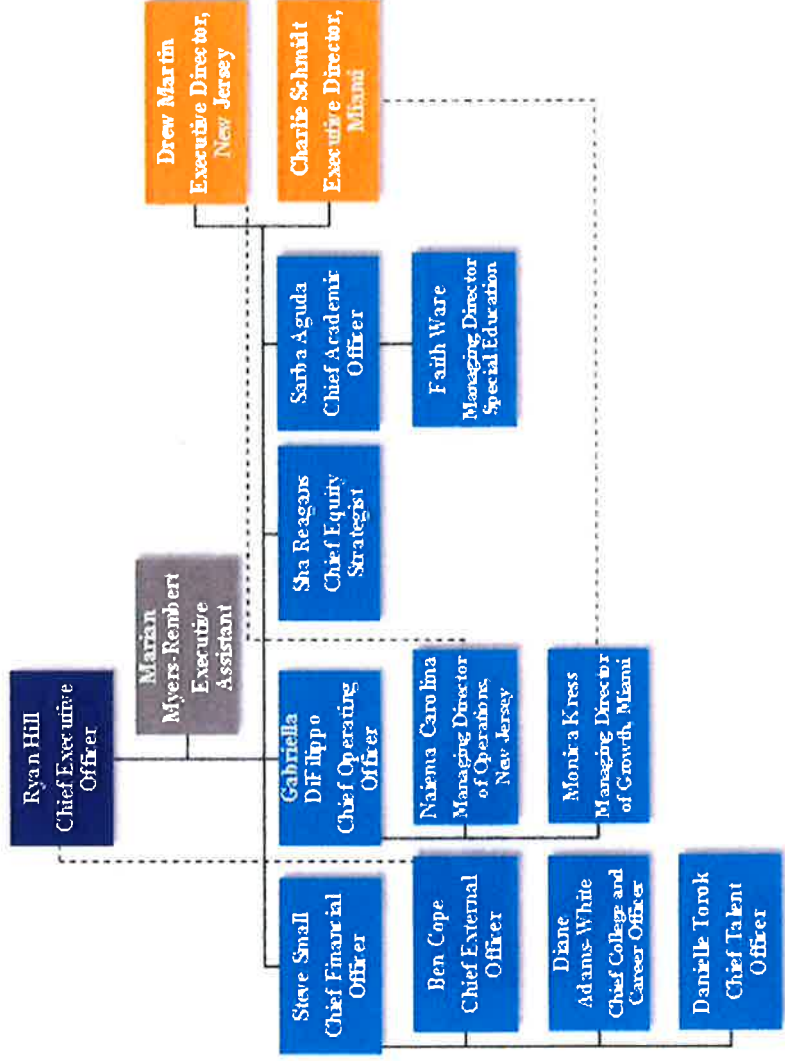 Ryan Hill
Chief Executive
Officer
Marian
Myers-Rembert
Executive
Assistant
Steve Small
Chief Financial
Officer
Gabriella
DiFilippo
Chief Operating
Officer
Sha Reagans
Chief Equity
Strategist
Sarba Aguda
Chief Academic
Officer
Drew Martin
Executive Director,
New Jersey
Charlie Schmidt
Executive Director,
Miami
Ben Cope
Chief External
Officer
Diane
Adams-White
Chief College and
Career Officer
Danielle Torok
Chief Talent
Officer
Naiema Carolina
Managing Director
of Operations,
New Jersey
Monica Kress
Managing Director
of Growth, Miami
Faith Ware
Managing Director
Special Education